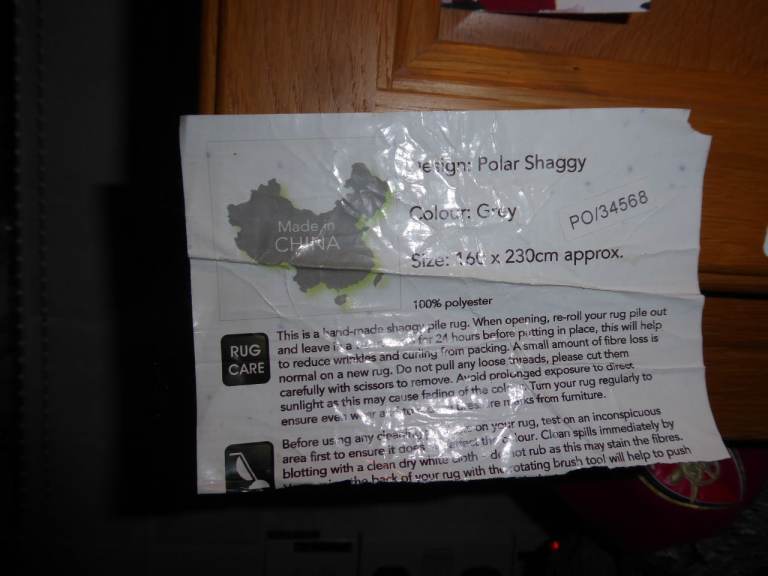 Design: Polar Shaggy
Made in
CHINA
Colour: Grey
PO/34568
Size: 160 x 230cm approx.
100% polyester
RUG
CARE
This is a hand-made shaggy pile rug. When opening, re-roll your rug pile out
and leave for 24 hours before putting in place, this will help
to reduce wrinkles and curling from packing. A small amount of fibre loss is
normal on a new rug. Do not pull any loose threads, please cut them
carefully with scissors to remove. Avoid prolonged exposure to direct
sunlight as this may cause fading of the colour. Turn your rug regularly to
ensure even wear marks from furniture.
Before using any on your rug, test on an inconspicuous
area first to ensure it does colour. Clean spills immediately by
blotting with a clean dry white cloth - do not rub as this may stain the fibres.
the back of your rug with the rotating brush tool will help to push